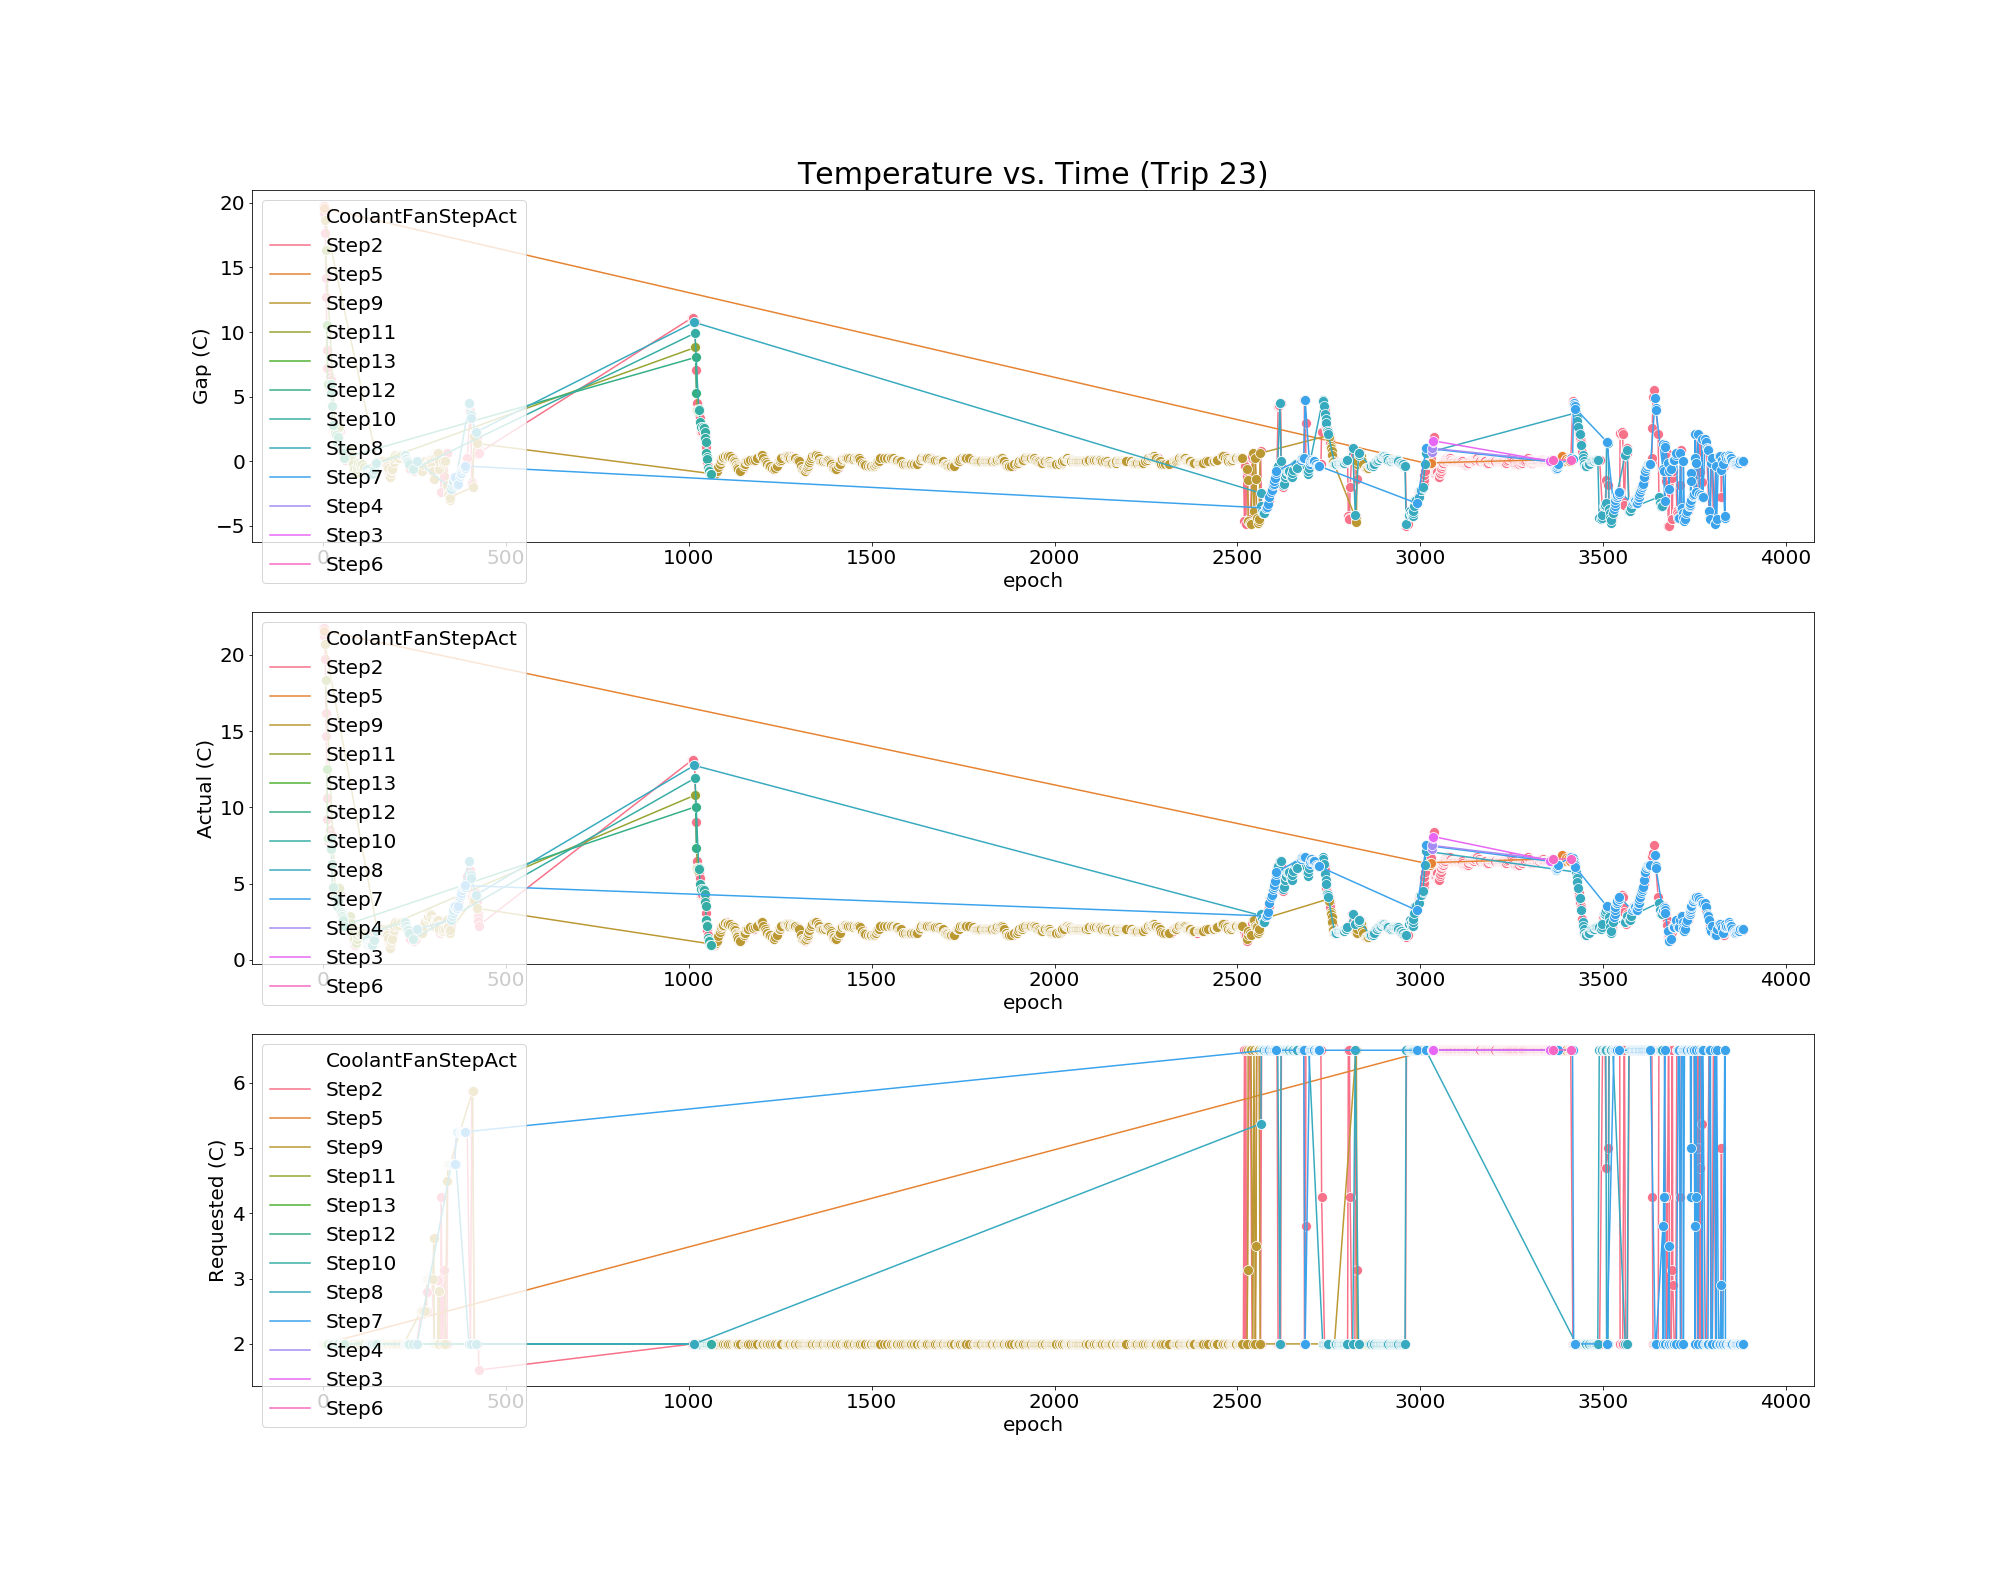 Temperature vs. Time (Trip 23)
Gap (C)
20
15
10
5
0
−5
CoolantFanStepAct
Step2
Step5
Step9
Step11
Step13
Step12
Step10
Step8
Step7
Step4
Step3
Step6
0 500 1000 1500 2000 2500 3000 3500 4000
epoch
Actual (C)
20
15
10
5
0
CoolantFanStepAct
Step2
Step5
Step9
Step11
Step13
Step12
Step10
Step8
Step7
Step4
Step3
Step6
0 500 1000 1500 2000 2500 3000 3500 4000
epoch
Requested (C)
6
5
4
3
2
CoolantFanStepAct
Step2
Step5
Step9
Step11
Step13
Step12
Step10
Step8
Step7
Step4
Step3
Step6
0 500 1000 1500 2000 2500 3000 3500 4000
epoch